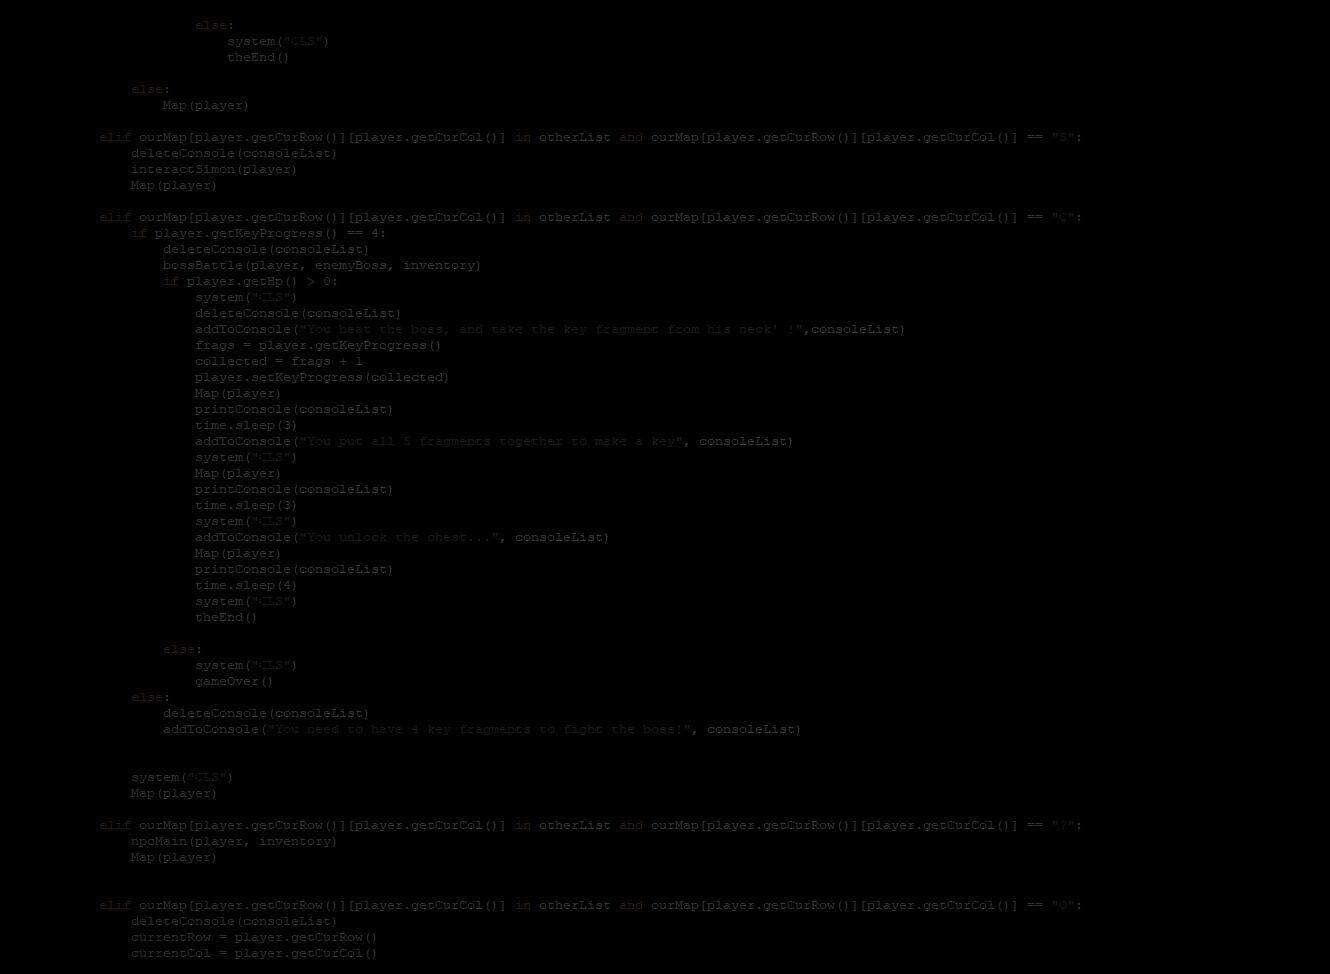 else:
system("CLS")
theEnd()
else:
Map(player)
elif ourMap[player.getCurRow()][player.getCurCol()] in otherList and ourMap[player.getCurRow()][player.getCurCol()] == "S":
deleteConsole(consoleList)
interactSimon(player)
Map(player)
elif ourMap[player.getCurRow()][player.getCurCol()] in otherList and ourMap[player.getCurRow()][player.getCurCol()] == "C":
if player.getKeyProgress() == 4:
deleteConsole(consoleList)
bossBattle(player, enemyBoss, inventory)
if player.getHp() > 0:
system("CLS")
deleteConsole(consoleList)
addToConsole("You beat the boss, and take the key fragment from his neck' !",consoleList)
frags = player.getKeyProgress()
collected = frags + 1
player.setKeyProgress(collected)
Map(player)
printConsole(consoleList)
time.sleep(3)
addToConsole("You put all 5 fragments together to make a key", consoleList)
system("CLS")
Map(player)
printConsole(consoleList)
time.sleep(3)
system("CLS")
addToConsole("You unlock the chest...", consoleList)
Map(player)
printConsole(consoleList)
time.sleep(4)
system("CLS")
theEnd()
else:
system("CLS")
gameOver()
else:
deleteConsole(consoleList)
addToConsole("You need to have 4 key fragments to fight the boss!", consoleList)
system("CLS")
Map(player)
elif ourMap[player.getCurRow()][player.getCurCol()] in otherList and ourMap[player.getCurRow()][player.getCurCol()] == "?":
npcMain(player, inventory)
Map(player)
elif ourMap[player.getCurRow()][player.getCurCol()] in otherList and ourMap[player.getCurRow()][player.getCurCol()] == "O":
deleteConsole(consoleList)
currentRow = player.getCurRow()
currentCol = player.getCurCol()